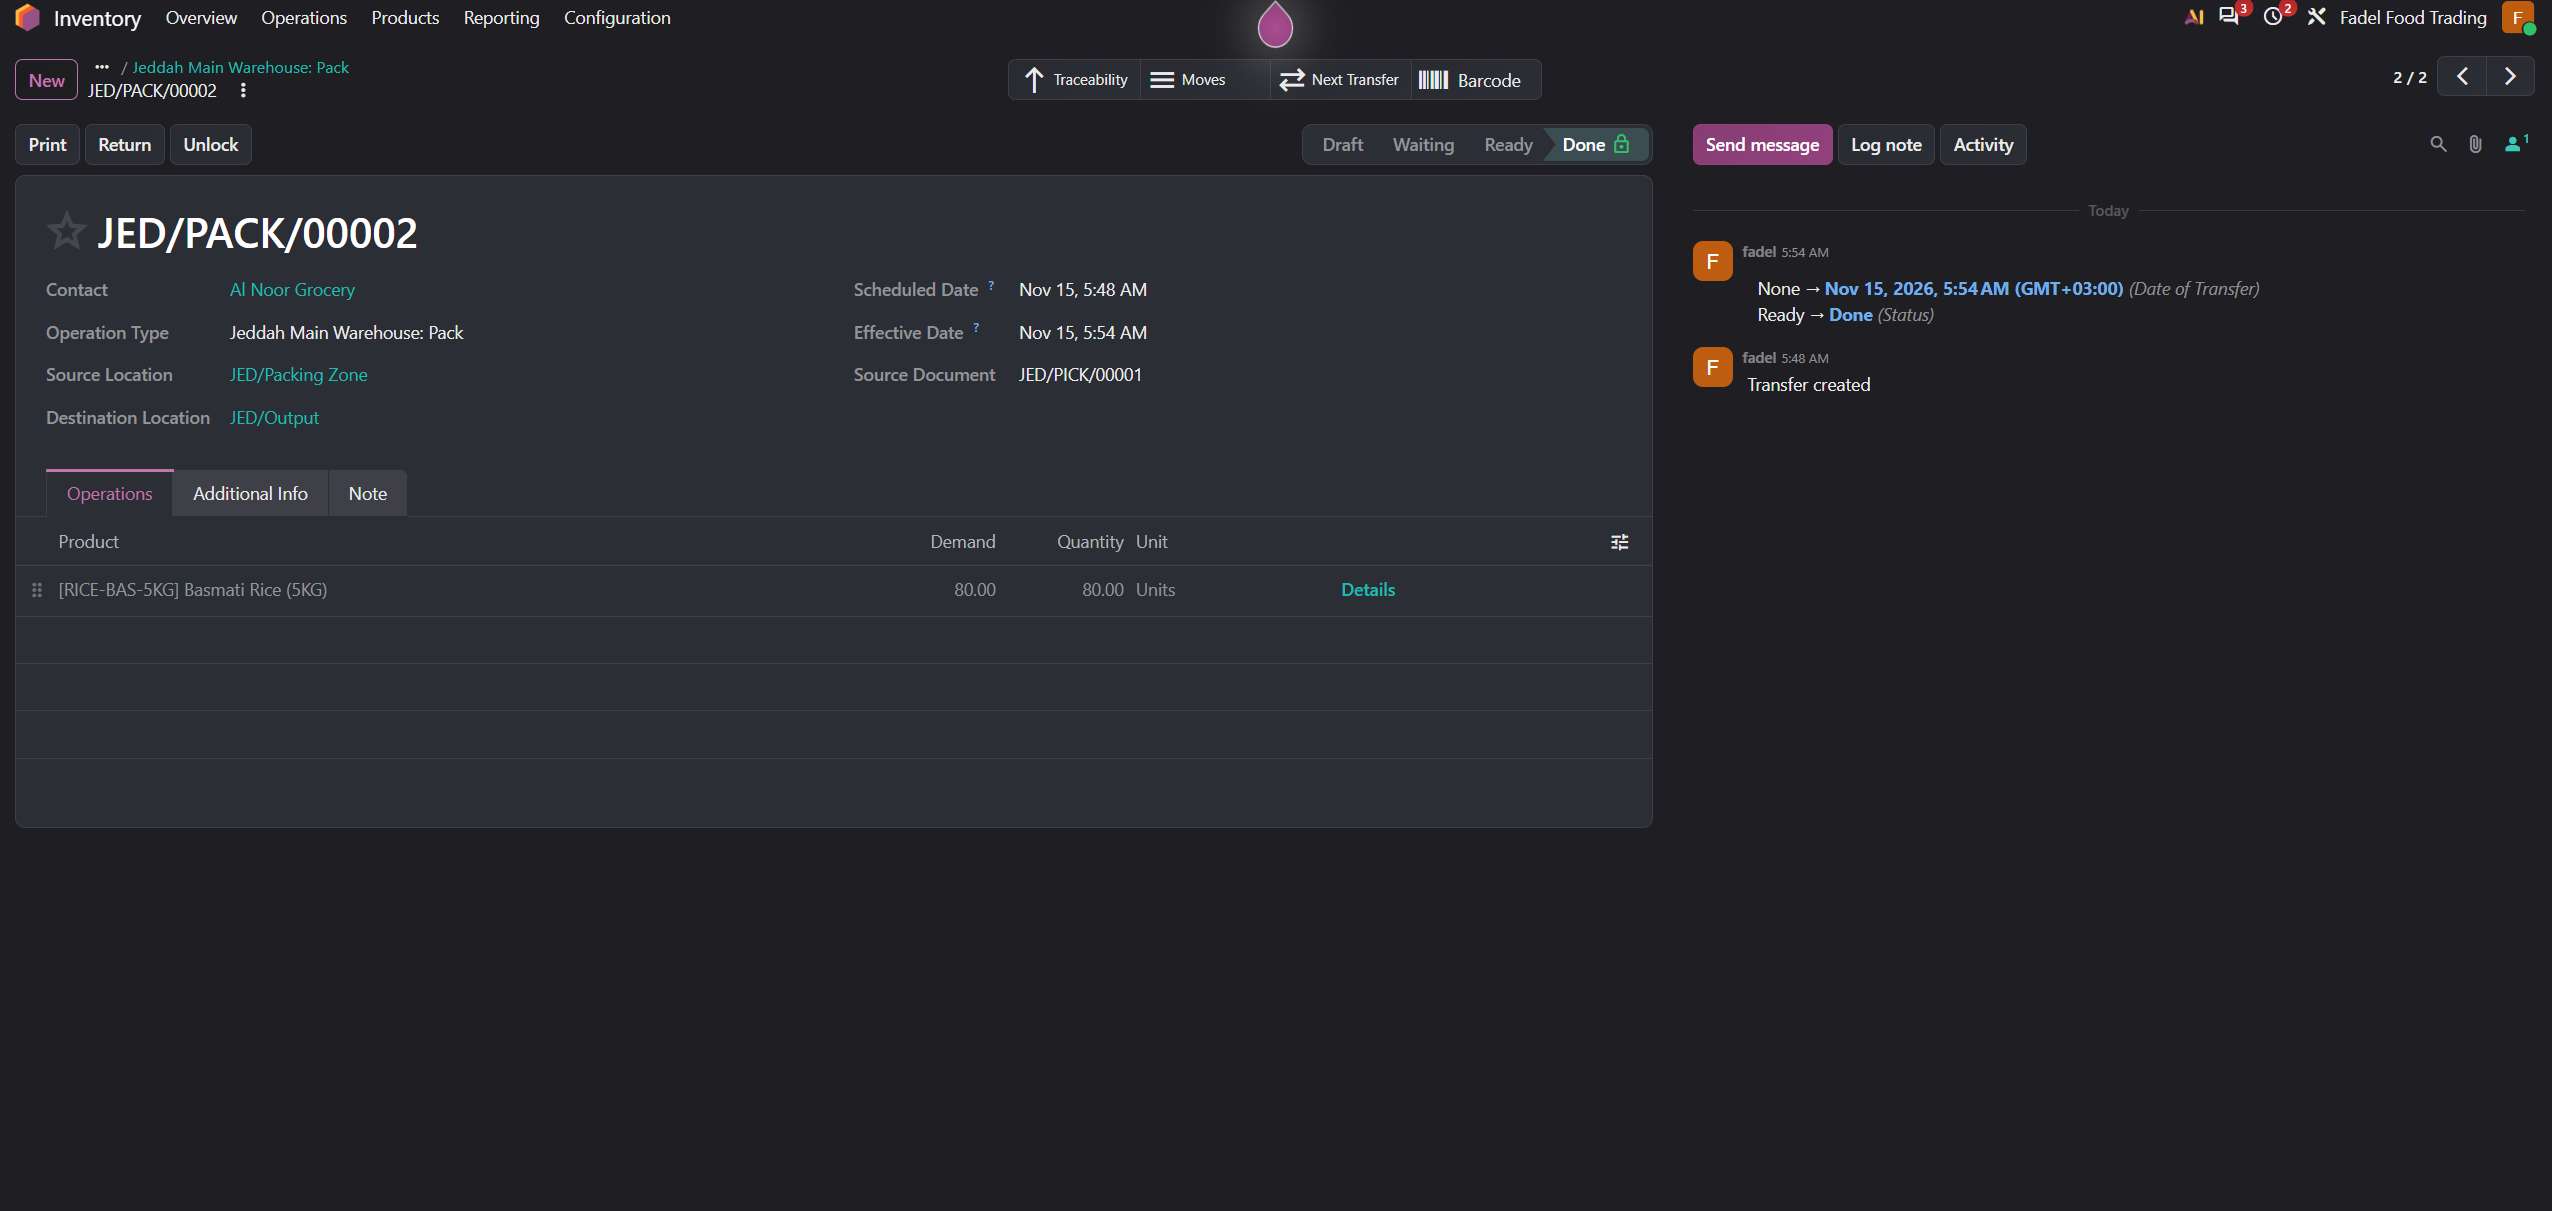 Inventory Overview Operations Products Reporting Configuration
AI 3 2 Fadel Food Trading F
New ••• / Jeddah Main Warehouse: Pack
JED/PACK/00002
Traceability Moves Next Transfer Barcode
2 / 2
Print Return Unlock
Draft Waiting Ready Done
Send message Log note Activity
1
JED/PACK/00002
Contact Al Noor Grocery
Operation Type Jeddah Main Warehouse: Pack
Source Location JED/Packing Zone
Destination Location JED/Output
Scheduled Date ? Nov 15, 5:48 AM
Effective Date ? Nov 15, 5:54 AM
Source Document JED/PICK/00001
Operations Additional Info Note
Product Demand Quantity Unit
[RICE-BAS-5KG] Basmati Rice (5KG) 80.00 80.00 Units Details
Today
F fadel 5:54 AM
None → Nov 15, 2026, 5:54 AM (GMT+03:00) (Date of Transfer)
Ready → Done (Status)
F fadel 5:48 AM
Transfer created